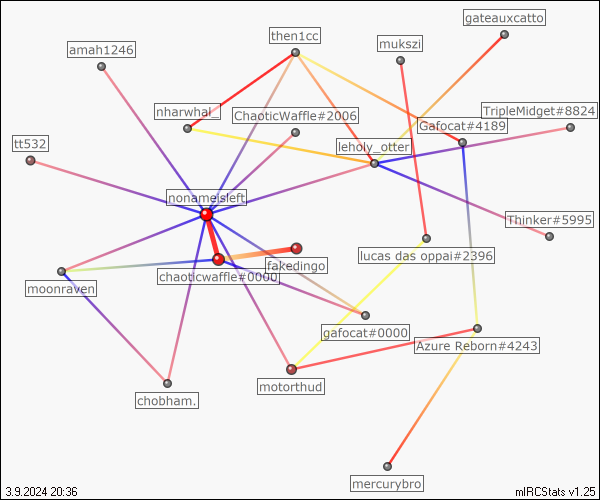 gateauxcatto
then1cc
mukszi
amah1246
nharwhal_
ChaoticWaffle#2006
TripleMidget#8824
Gafocat#4189
tt532
leholy_otter
nonameisleft
Thinker#5995
lucas das oppai#2396
fakedingo
chaoticwaffle#0000
moonraven
gafocat#0000
Azure Reborn#4243
motorthud
chobham.
mercurybro
3.9.2024 20:36
mIRCStats v1.25